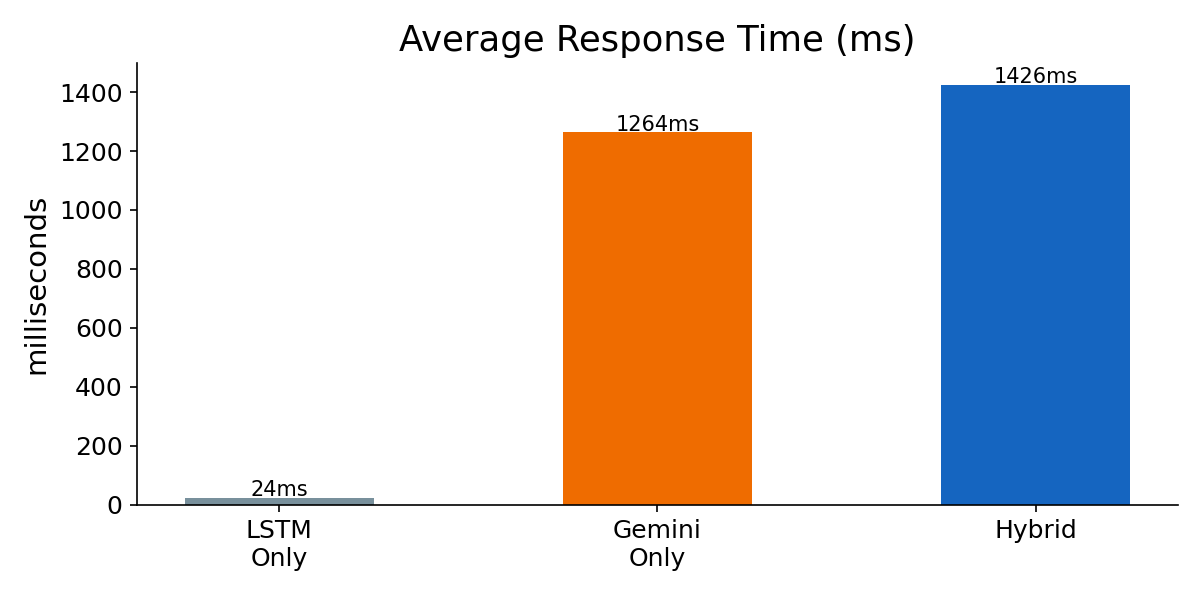 Average Response Time (ms)
milliseconds
1400
1200
1000
800
600
400
200
0
24ms
1264ms
1426ms
LSTM
Only
Gemini
Only
Hybrid